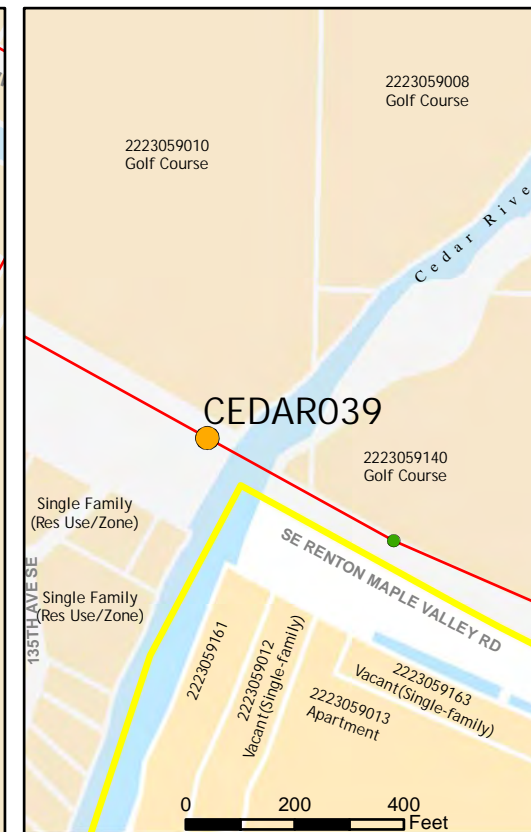 2223059008
Golf Course
2223059010
Golf Course
Cedar River
CEDAR039
2223059140
Golf Course
Single Family
(Res Use/Zone)
SE RENTON MAPLE VALLEY RD
Single Family
(Res Use/Zone)
135TH AVE SE
2223059161
2223059012
Vacant(Single-family)
2223059163
Vacant(Single-family)
2223059013
Apartment
0 200 400
Feet